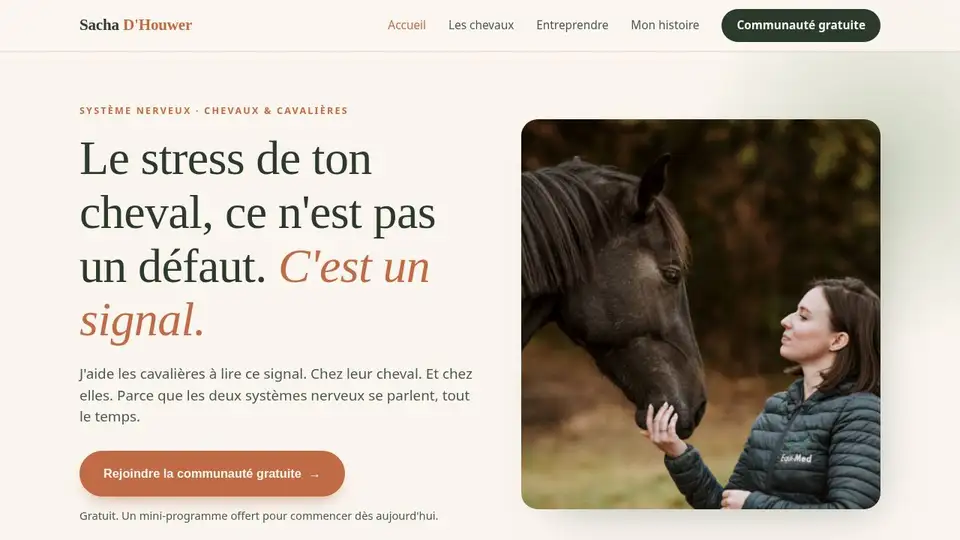 Sacha D'Houwer
Accueil
Les chevaux
Entreprendre
Mon histoire
Communauté gratuite
SYSTÈME NERVEUX · CHEVAUX & CAVALIÈRES
Le stress de ton
cheval, ce n'est pas
un défaut. C'est un
signal.
J'aide les cavalières à lire ce signal. Chez leur cheval. Et chez
elles. Parce que les deux systèmes nerveux se parlent, tout
le temps.
Rejoindre la communauté gratuite →
Gratuit. Un mini-programme offert pour commencer dès aujourd'hui.
Equi-Med